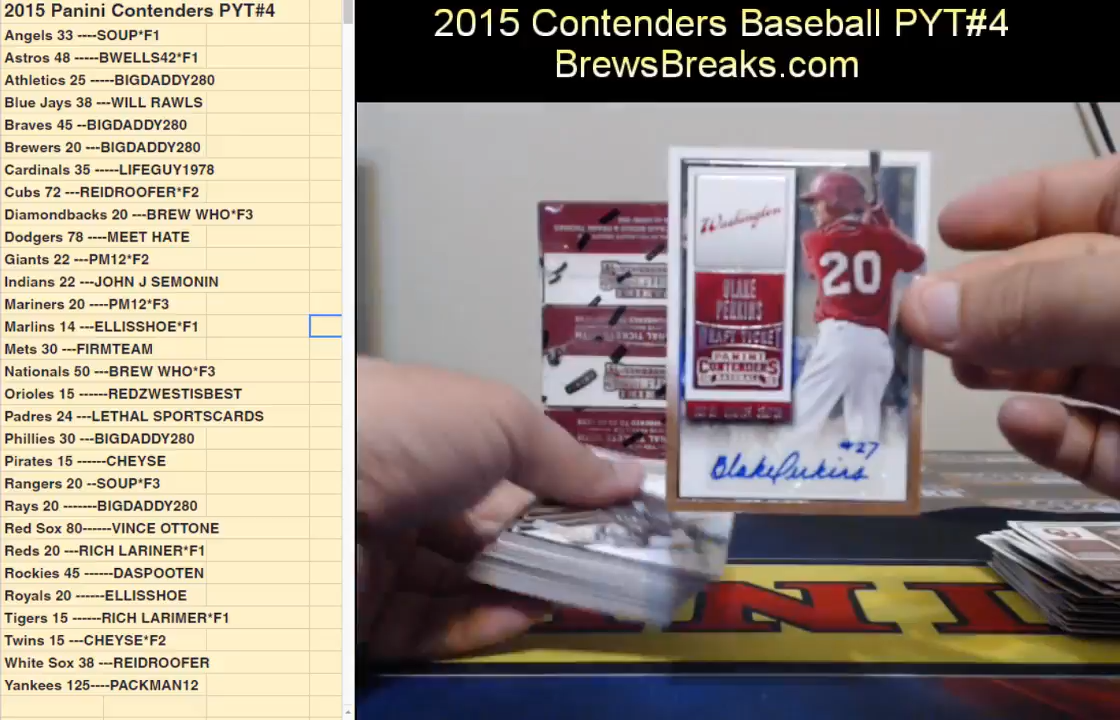 2015 Panini Contenders PYT#4
Angels 33 ----SOUP*F1
Astros 48 -----BWELLS42*F1
Athletics 25 -----BIGDADDY280
Blue Jays 38 ---WILL RAWLS
Braves 45 --BIGDADDY280
Brewers 20 ---BIGDADDY280
Cardinals 35 -----LIFEGUY1978
Cubs 72 ---REIDROOFER*F2
Diamondbacks 20 ---BREW WHO*F3
Dodgers 78 ----MEET HATE
Giants 22 ----PM12*F2
Indians 22 ---JOHN J SEMONIN
Mariners 20 ----PM12*F3
Marlins 14 ---ELLISSHOE*F1
Mets 30 ---FIRMTEAM
Nationals 50 ---BREW WHO*F3
Orioles 15 ----REDZWESTISBEST
Padres 24 ---LETHAL SPORTSCARDS
Phillies 30 ---BIGDADDY280
Pirates 15 ------CHEYSE
Rangers 20 --SOUP*F3
Rays 20 -------BIGDADDY280
Red Sox 80------VINCE OTTONE
Reds 20 ---RICH LARINER*F1
Rockies 45 ------DASPOOTEN
Royals 20 ------ELLISSHOE
Tigers 15 ------RICH LARIMER*F1
Twins 15 ---CHEYSE*F2
White Sox 38 ---REIDROOFER
Yankees 125----PACKMAN12
2015 Contenders Baseball PYT#4
BrewsBreaks.com
Washington
20
BLAKE
PERKINS
DRAFT TICKET
PANINI
CONTENDERS
BASEBALL
#27
Blake Perkins